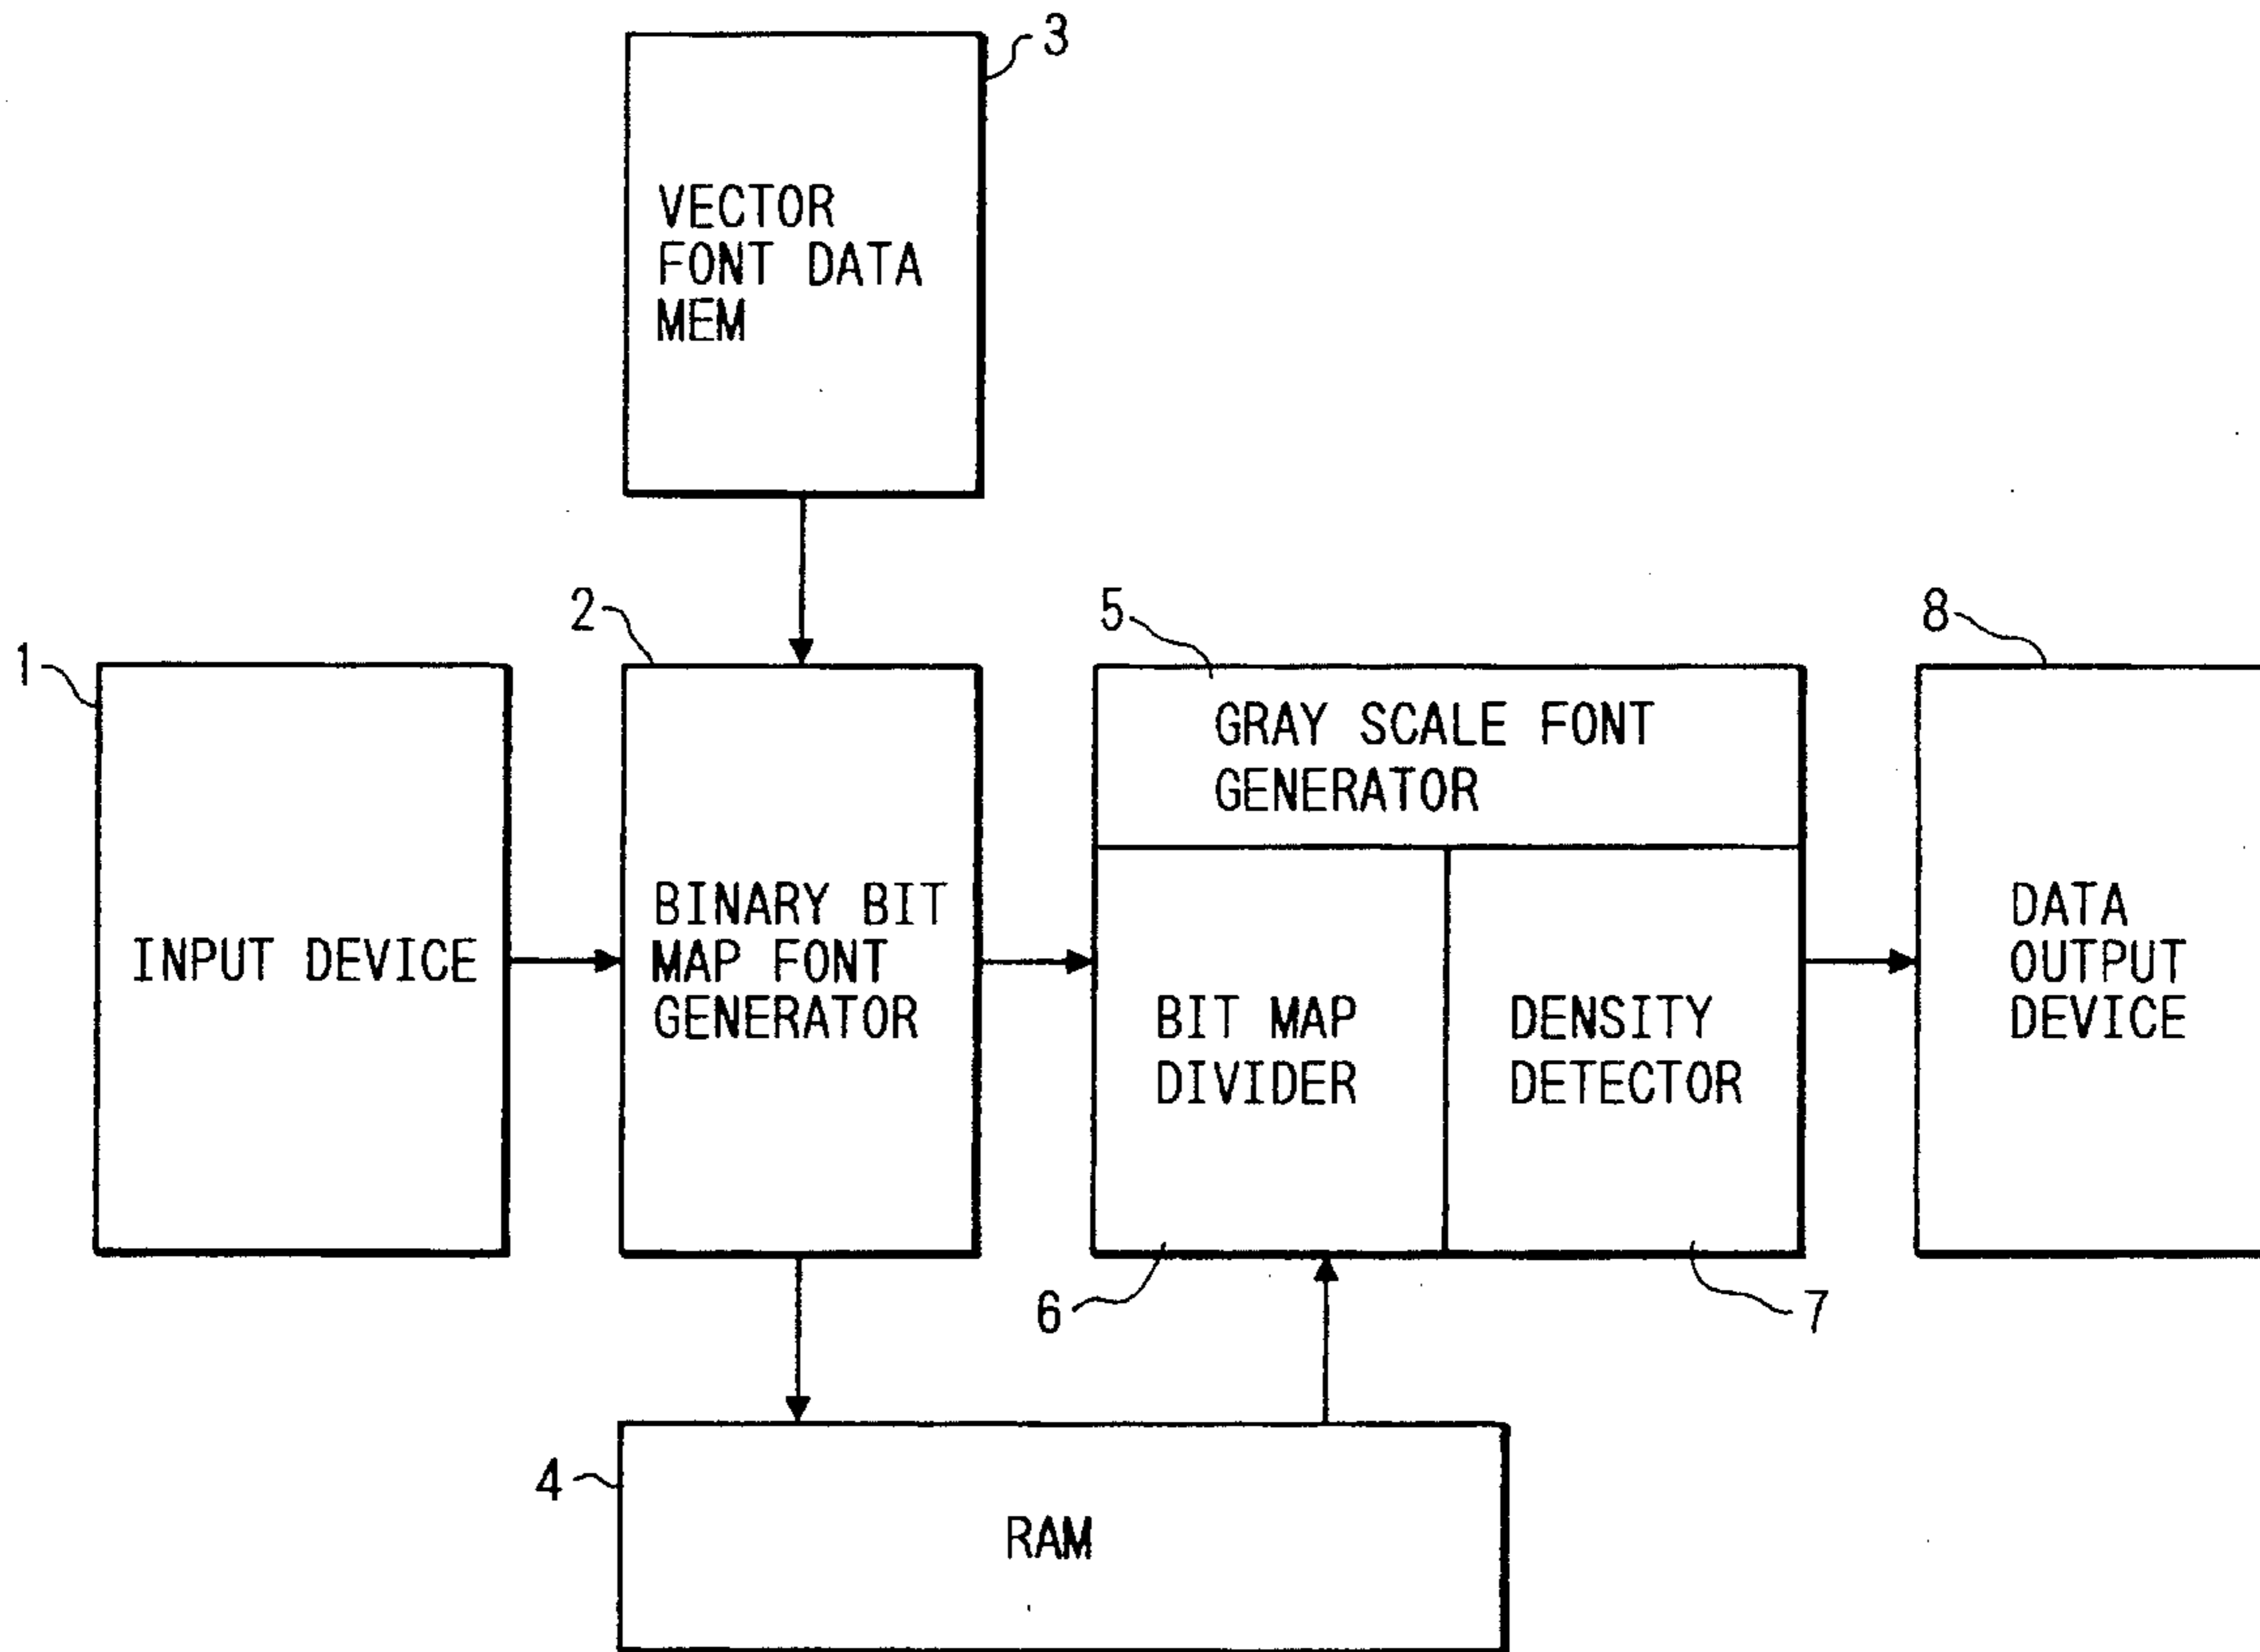 3
VECTOR
FONT DATA
MEM
1
2
5
8
INPUT DEVICE
BINARY BIT
MAP FONT
GENERATOR
GRAY SCALE FONT
GENERATOR
BIT MAP
DIVIDER
DENSITY
DETECTOR
DATA
OUTPUT
DEVICE
6
7
4
RAM